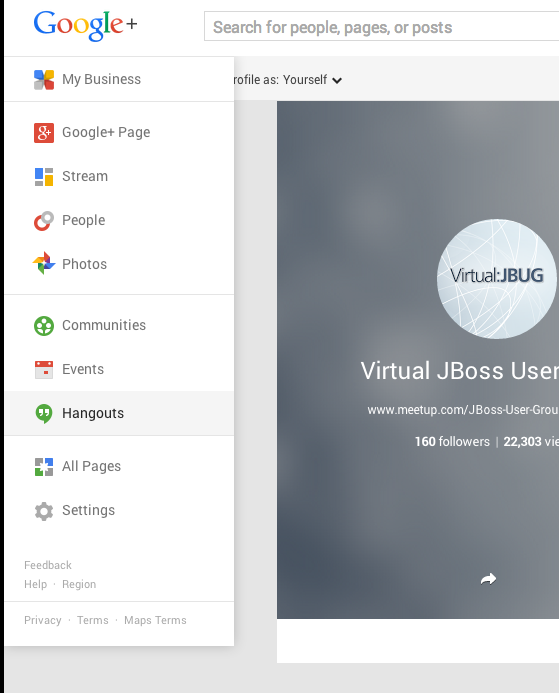 Google+
Search for people, pages, or posts
My Business
rofile as: Yourself
Google+ Page
Stream
People
Photos
Communities
Events
Hangouts
All Pages
Settings
Feedback
Help · Region
Privacy · Terms · Maps Terms
Virtual:JBUG
Virtual JBoss User
www.meetup.com/JBoss-User-Grou
160 followers | 22,303 vie